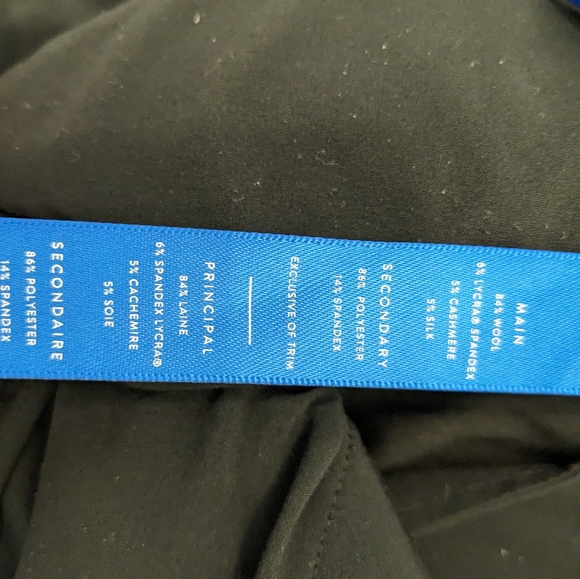 MAIN
84% WOOL
6% LYCRA® SPANDEX
5% CASHMERE
5% SILK
SECONDARY
86% POLYESTER
14% SPANDEX
EXCLUSIVE OF TRIM
PRINCIPAL
84% LAINE
6% SPANDEX LYCRA®
5% CACHEMIRE
5% SOIE
SECONDAIRE
86% POLYESTER
14% SPANDEX